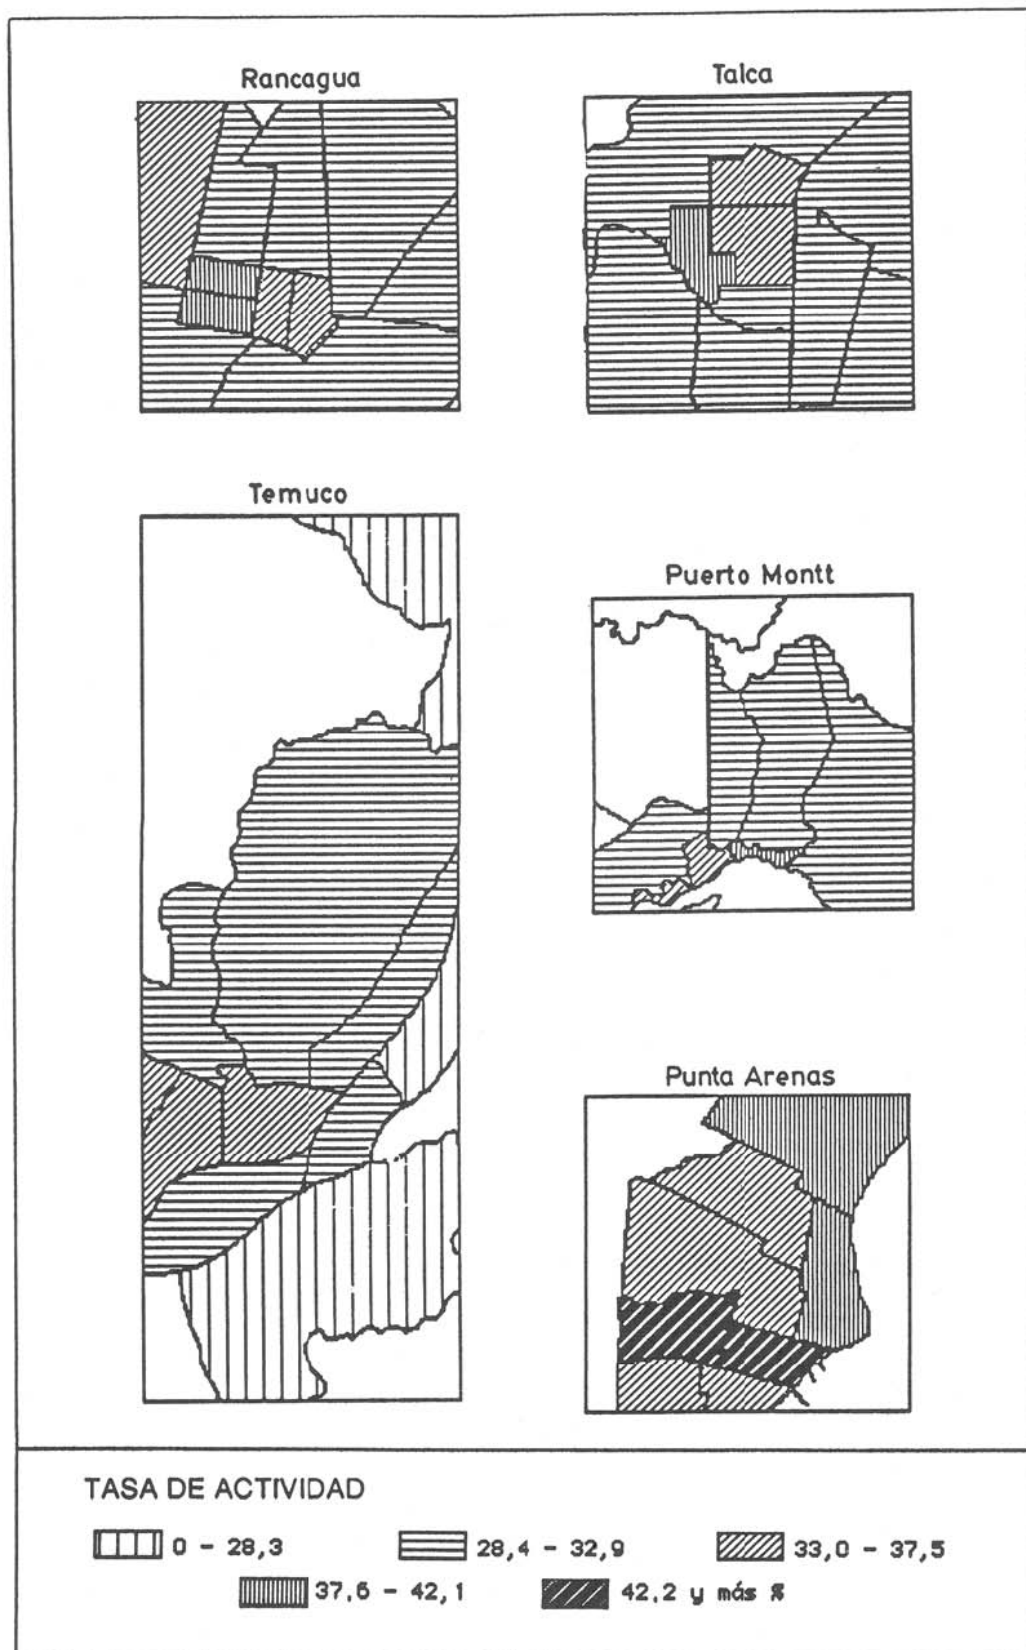 Rancagua
Talca
Temuco
Puerto Montt
Punta Arenas
TASA DE ACTIVIDAD
0 - 28,3
28,4 - 32,9
33,0 - 37,5
37,6 - 42,1
42.2 y más %